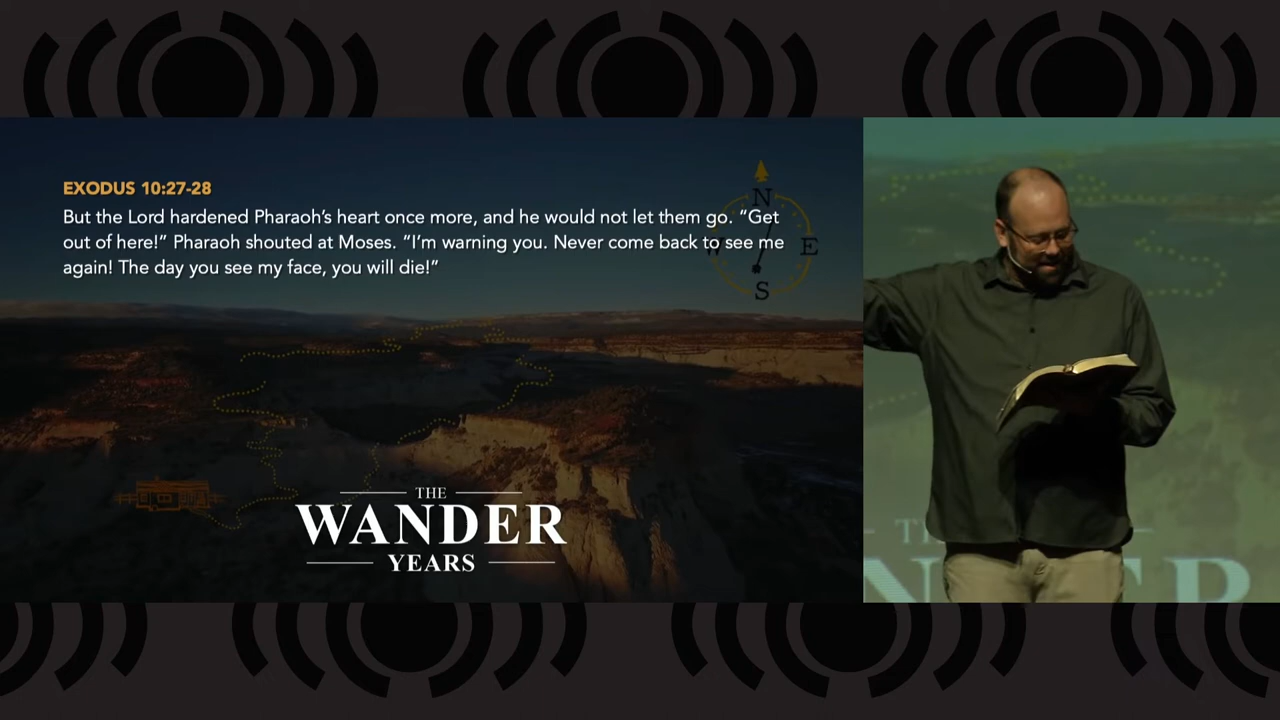 EXODUS 10:27-28
But the Lord hardened Pharaoh’s heart once more, and he would not let them go. “Get
out of here!” Pharaoh shouted at Moses. “I’m warning you. Never come back to see me
again! The day you see my face, you will die!”
N
W
E
S
THE
WANDER
YEARS